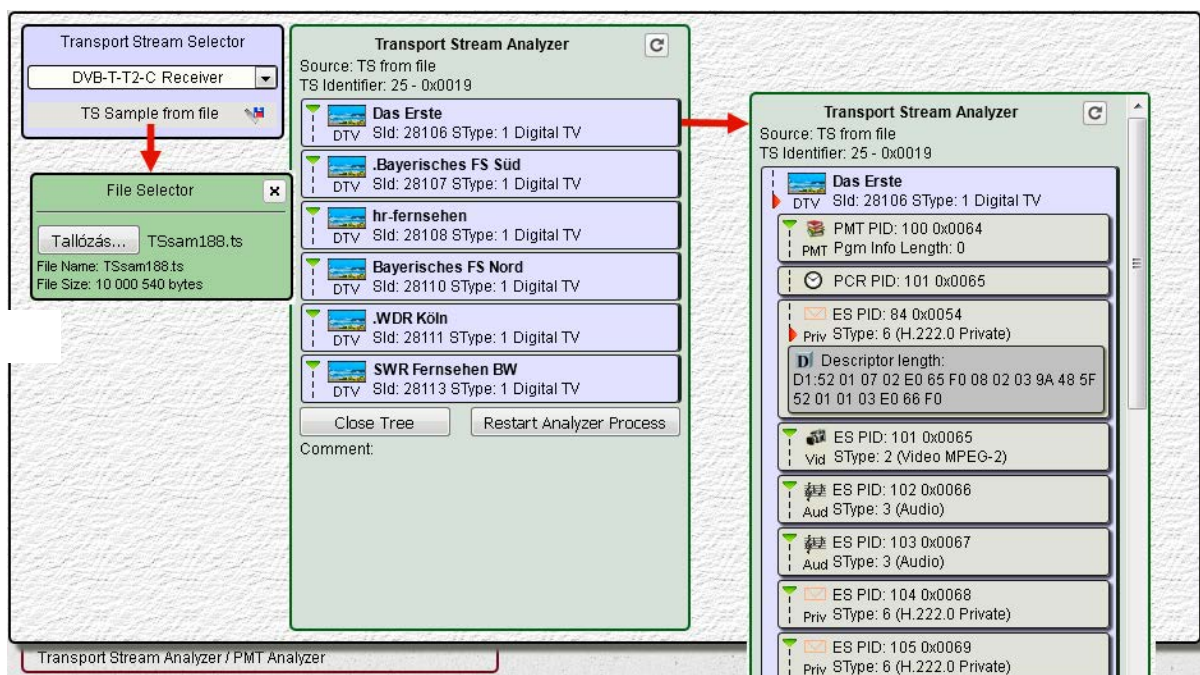 Transport Stream Selector
DVB-T-T2-C Receiver
TS Sample from file
File Selector
Tallózás... TSsam188.ts
File Name: TSsam188.ts
File Size: 10 000 540 bytes
Transport Stream Analyzer
Source: TS from file
TS Identifier: 25 - 0x0019
Das Erste
DTV SId: 28106 SType: 1 Digital TV
.Bayerisches FS Süd
DTV SId: 28107 SType: 1 Digital TV
hr-fernsehen
DTV SId: 28108 SType: 1 Digital TV
Bayerisches FS Nord
DTV SId: 28110 SType: 1 Digital TV
.WDR Köln
DTV SId: 28111 SType: 1 Digital TV
SWR Fernsehen BW
DTV SId: 28113 SType: 1 Digital TV
Close Tree Restart Analyzer Process
Comment:
Transport Stream Analyzer
Source: TS from file
TS Identifier: 25 - 0x0019
Das Erste
DTV SId: 28106 SType: 1 Digital TV
PMT PID: 100 0x0064
PMT Pgm Info Length: 0
PCR PID: 101 0x0065
ES PID: 84 0x0054
Priv SType: 6 (H.222.0 Private)
D Descriptor length:
D1:52 01 07 02 E0 65 F0 08 02 03 9A 48 5F
52 01 01 03 E0 66 F0
ES PID: 101 0x0065
Vid SType: 2 (Video MPEG-2)
ES PID: 102 0x0066
Aud SType: 3 (Audio)
ES PID: 103 0x0067
Aud SType: 3 (Audio)
ES PID: 104 0x0068
Priv SType: 6 (H.222.0 Private)
ES PID: 105 0x0069
Priv SType: 6 (H.222.0 Private)
Transport Stream Analyzer / PMT Analyzer